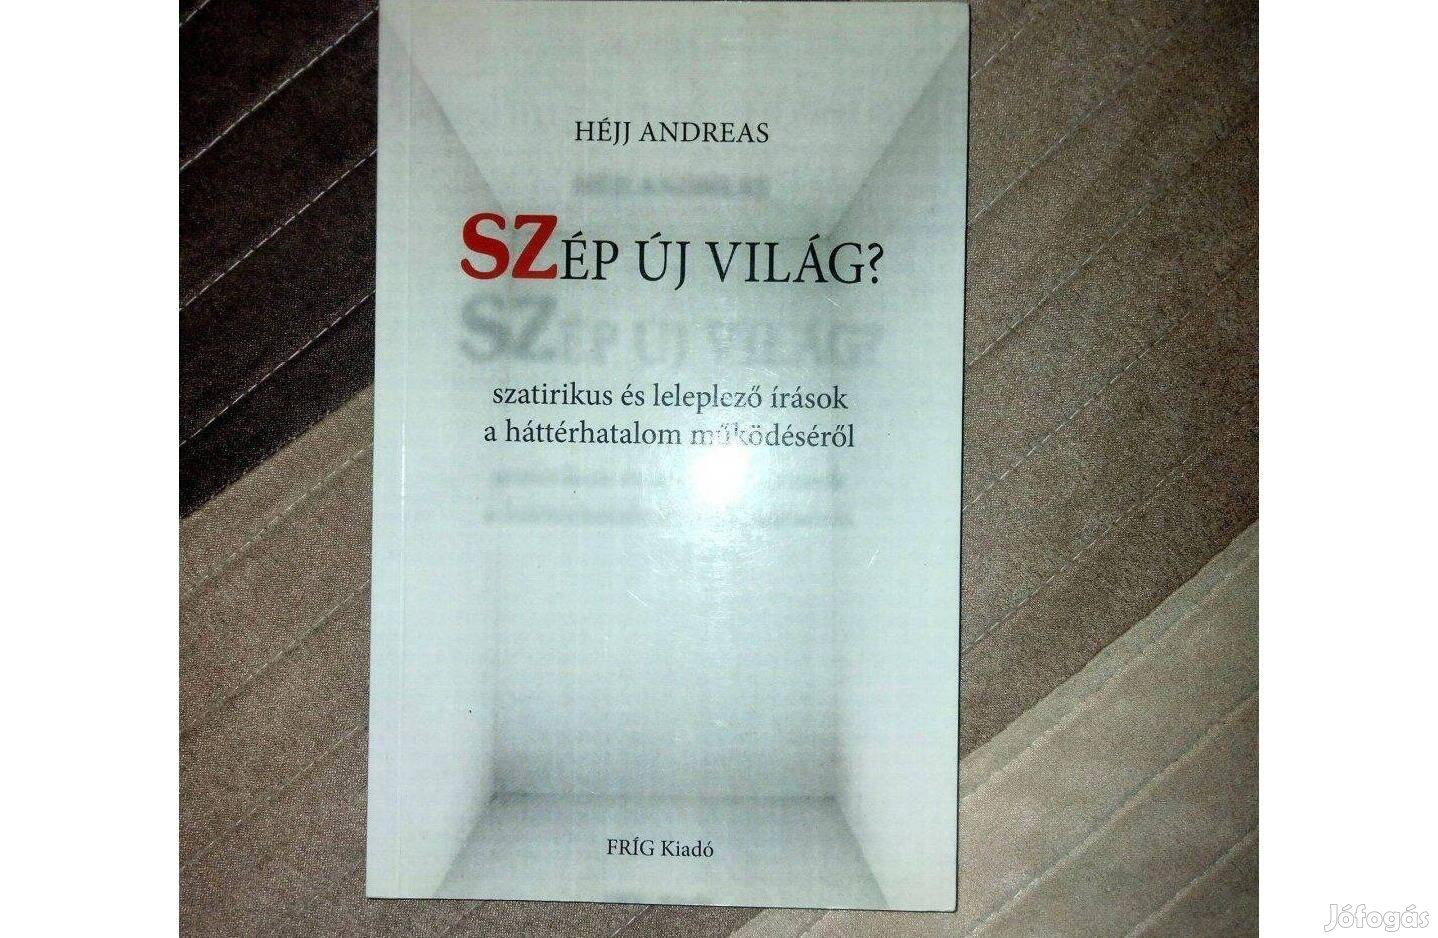 HÉJJ ANDREAS
SZÉP ÚJ VILÁG?
szatirikus és leleplező írások
a háttérhatalom működéséről
FRÍG Kiadó
Jófogás